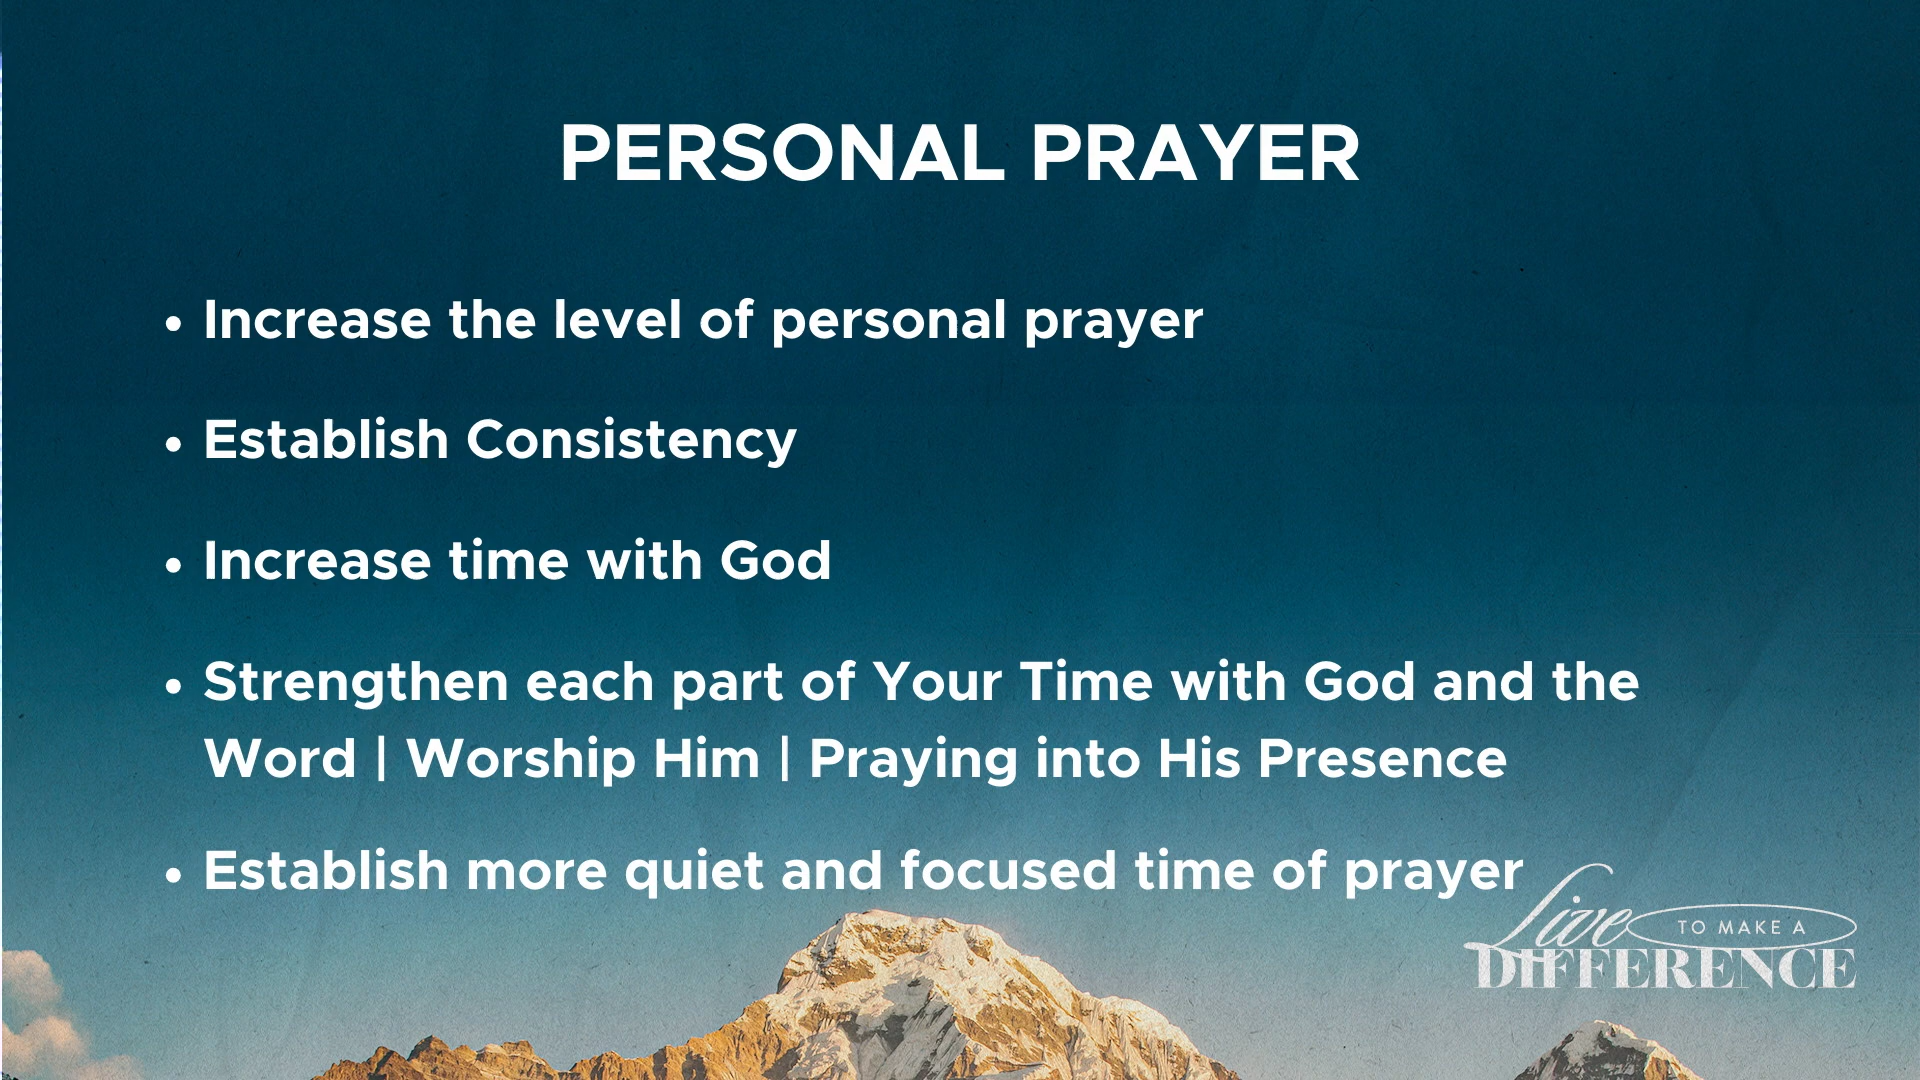 PERSONAL PRAYER
• Increase the level of personal prayer
• Establish Consistency
• Increase time with God
• Strengthen each part of Your Time with God and the
Word | Worship Him | Praying into His Presence
• Establish more quiet and focused time of prayer
Live TO MAKE A
DIFFERENCE